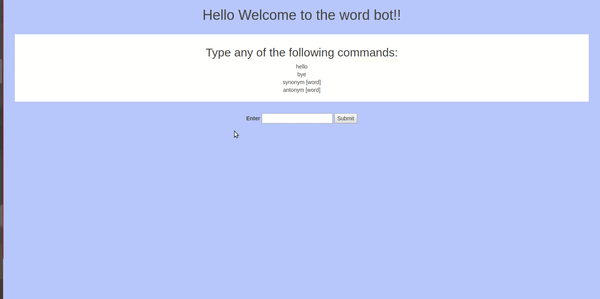 Hello Welcome to the word bot!!
Type any of the following commands:
hello
bye
synonym [word]
antonym [word]
Enter Submit